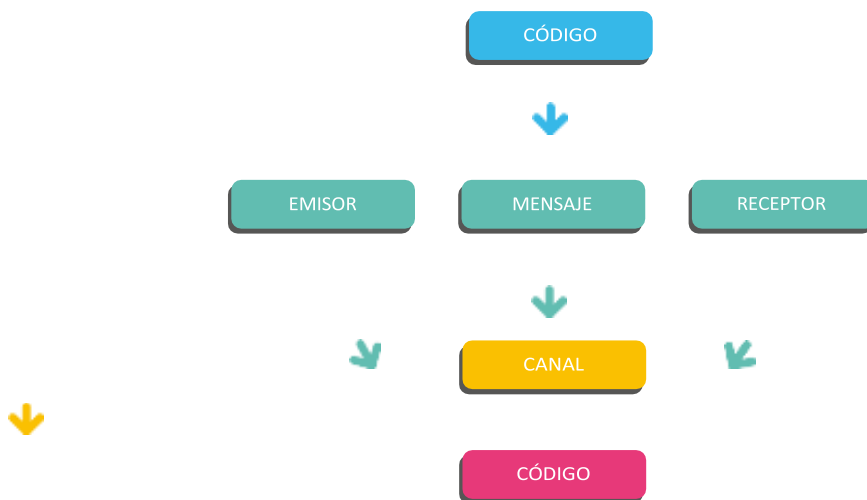 CÓDIGO
EMISOR
MENSAJE
RECEPTOR
CANAL
CÓDIGO